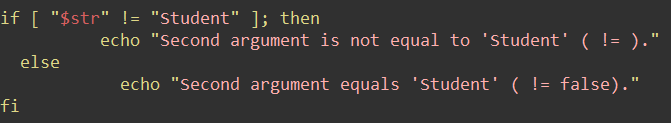 if [ "$str" != "Student" ]; then
echo "Second argument is not equal to 'Student' ( != )."
else
echo "Second argument equals 'Student' ( != false)."
fi